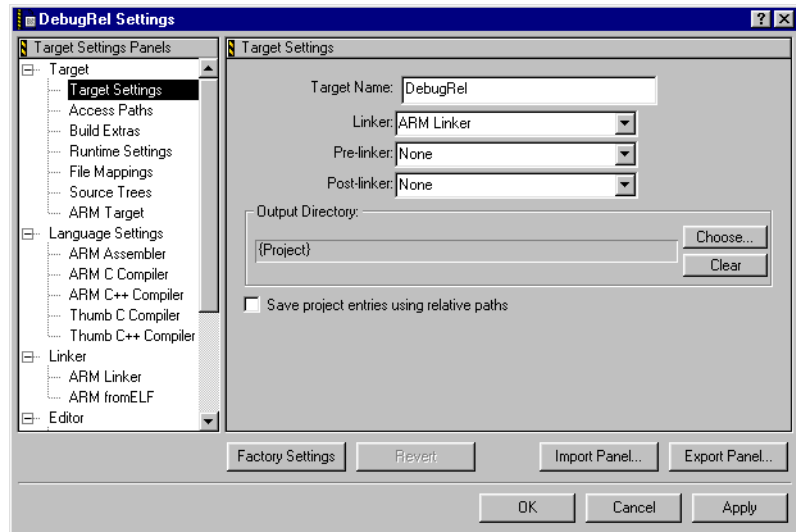 DebugRel Settings
Target Settings Panels
Target
Target Settings
Access Paths
Build Extras
Runtime Settings
File Mappings
Source Trees
ARM Target
Language Settings
ARM Assembler
ARM C Compiler
ARM C++ Compiler
Thumb C Compiler
Thumb C++ Compiler
Linker
ARM Linker
ARM fromELF
Editor
Target Settings
Target Name: DebugRel
Linker: ARM Linker
Pre-linker: None
Post-linker: None
Output Directory:
{Project}
Choose...
Clear
Save project entries using relative paths
Factory Settings Revert Import Panel... Export Panel...
OK Cancel Apply